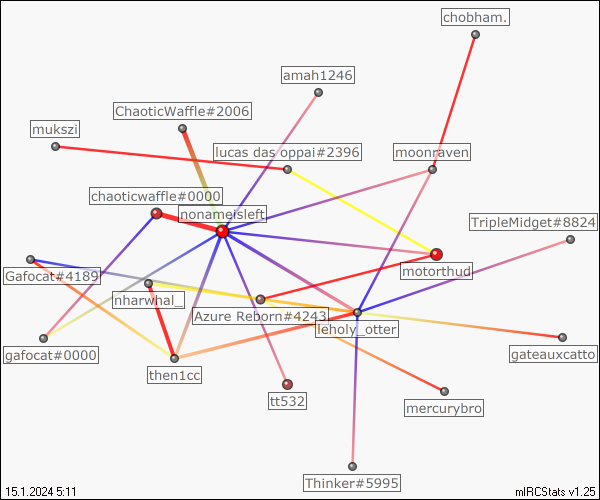 chobham.
amah1246
ChaoticWaffle#2006
mukszi
lucas das oppai#2396
moonraven
chaoticwaffle#0000
nonameisleft
TripleMidget#8824
Gafocat#4189
motorthud
nharwhal_
Azure Reborn#4243
leholy_otter
gafocat#0000
gateauxcatto
then1cc
tt532
mercurybro
Thinker#5995
15.1.2024 5:11
mIRCStats v1.25